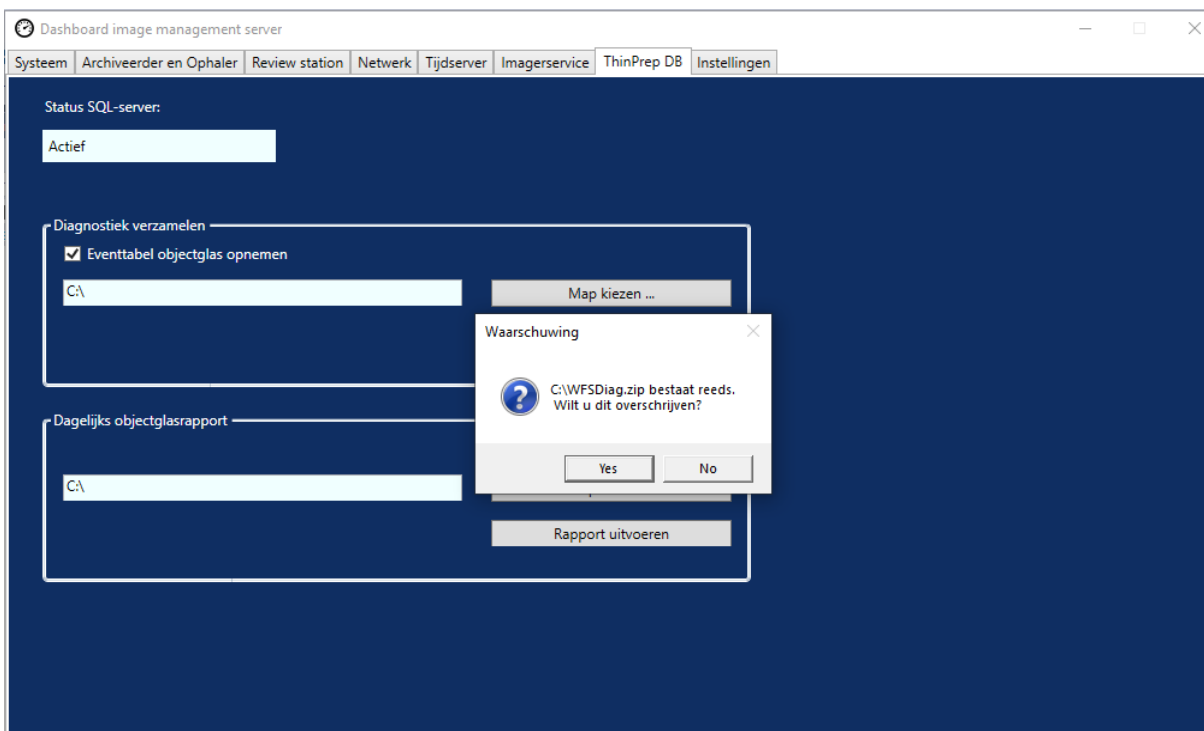 Dashboard image management server
Systeem Archiveerder en Ophaler Review station Netwerk Tijdserver Imagerservice ThinPrep DB Instellingen
Status SQL-server:
Actief
Diagnostiek verzamelen
Eventtabel objectglas opnemen
C:\ Map kiezen ...
Waarschuwing
C:\WFSDiag.zip bestaat reeds.
Wilt u dit overschrijven?
Yes No
Dagelijks objectglasrapport
C:\
Rapport uitvoeren